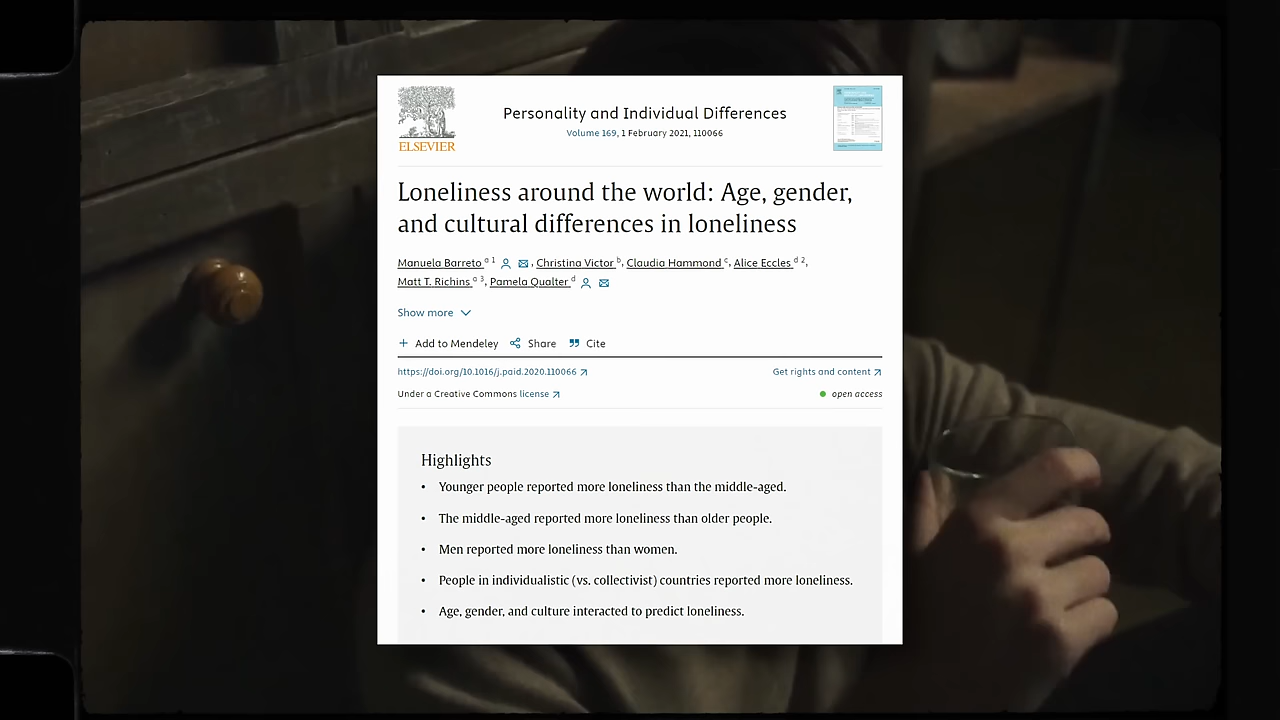 Personality and Individual Differences
Volume 169, 1 February 2021, 110066
ELSEVIER
Loneliness around the world: Age, gender,
and cultural differences in loneliness
Manuela Barreto a 1, Christina Victor b, Claudia Hammond c, Alice Eccles d 2,
Matt T. Richins a 3, Pamela Qualter d
Show more
+ Add to Mendeley Share Cite
https://doi.org/10.1016/j.paid.2020.110066 Get rights and content
Under a Creative Commons license open access
Highlights
• Younger people reported more loneliness than the middle-aged.
• The middle-aged reported more loneliness than older people.
• Men reported more loneliness than women.
• People in individualistic (vs. collectivist) countries reported more loneliness.
• Age, gender, and culture interacted to predict loneliness.